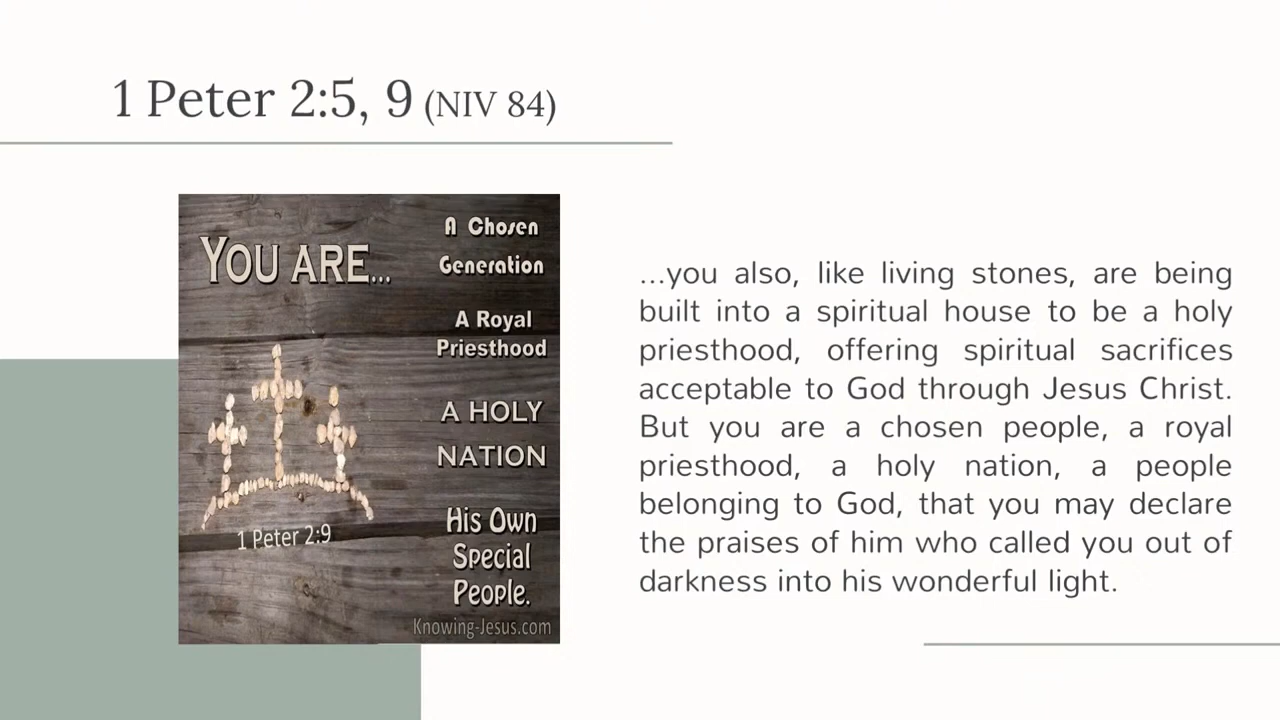 1 Peter 2:5, 9 (NIV 84)
YOU ARE...
A Chosen
Generation
A Royal
Priesthood
A HOLY
NATION
His Own
Special
People.
1 Peter 2:9
Knowing-Jesus.com
...you also, like living stones, are being
built into a spiritual house to be a holy
priesthood, offering spiritual sacrifices
acceptable to God through Jesus Christ.
But you are a chosen people, a royal
priesthood, a holy nation, a people
belonging to God, that you may declare
the praises of him who called you out of
darkness into his wonderful light.